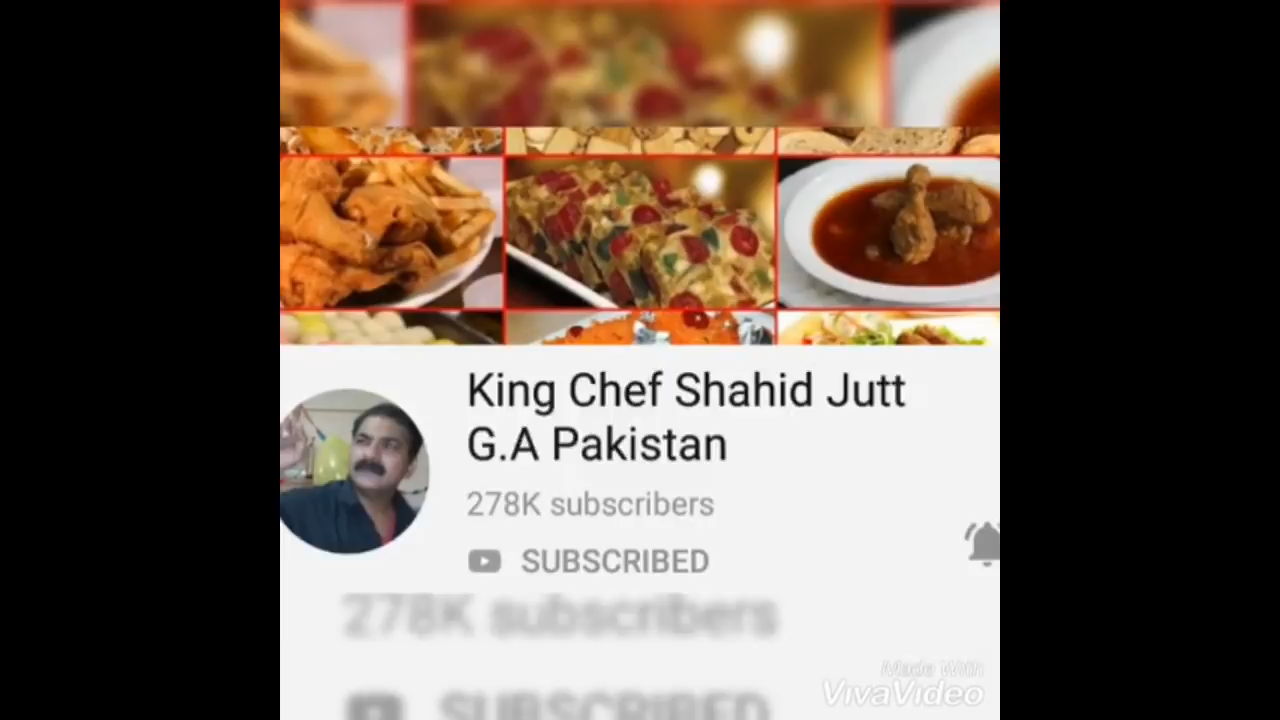 King Chef Shahid Jutt
G.A Pakistan
278K subscribers
SUBSCRIBED
278K subscribers
SUBSCRIBED
Made With
VivaVideo